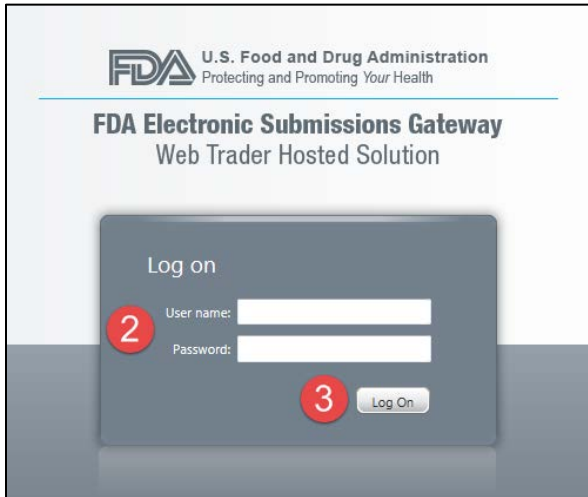 FDA
U.S. Food and Drug Administration
Protecting and Promoting Your Health
FDA Electronic Submissions Gateway
Web Trader Hosted Solution
Log on
User name:
2
Password:
3
Log On